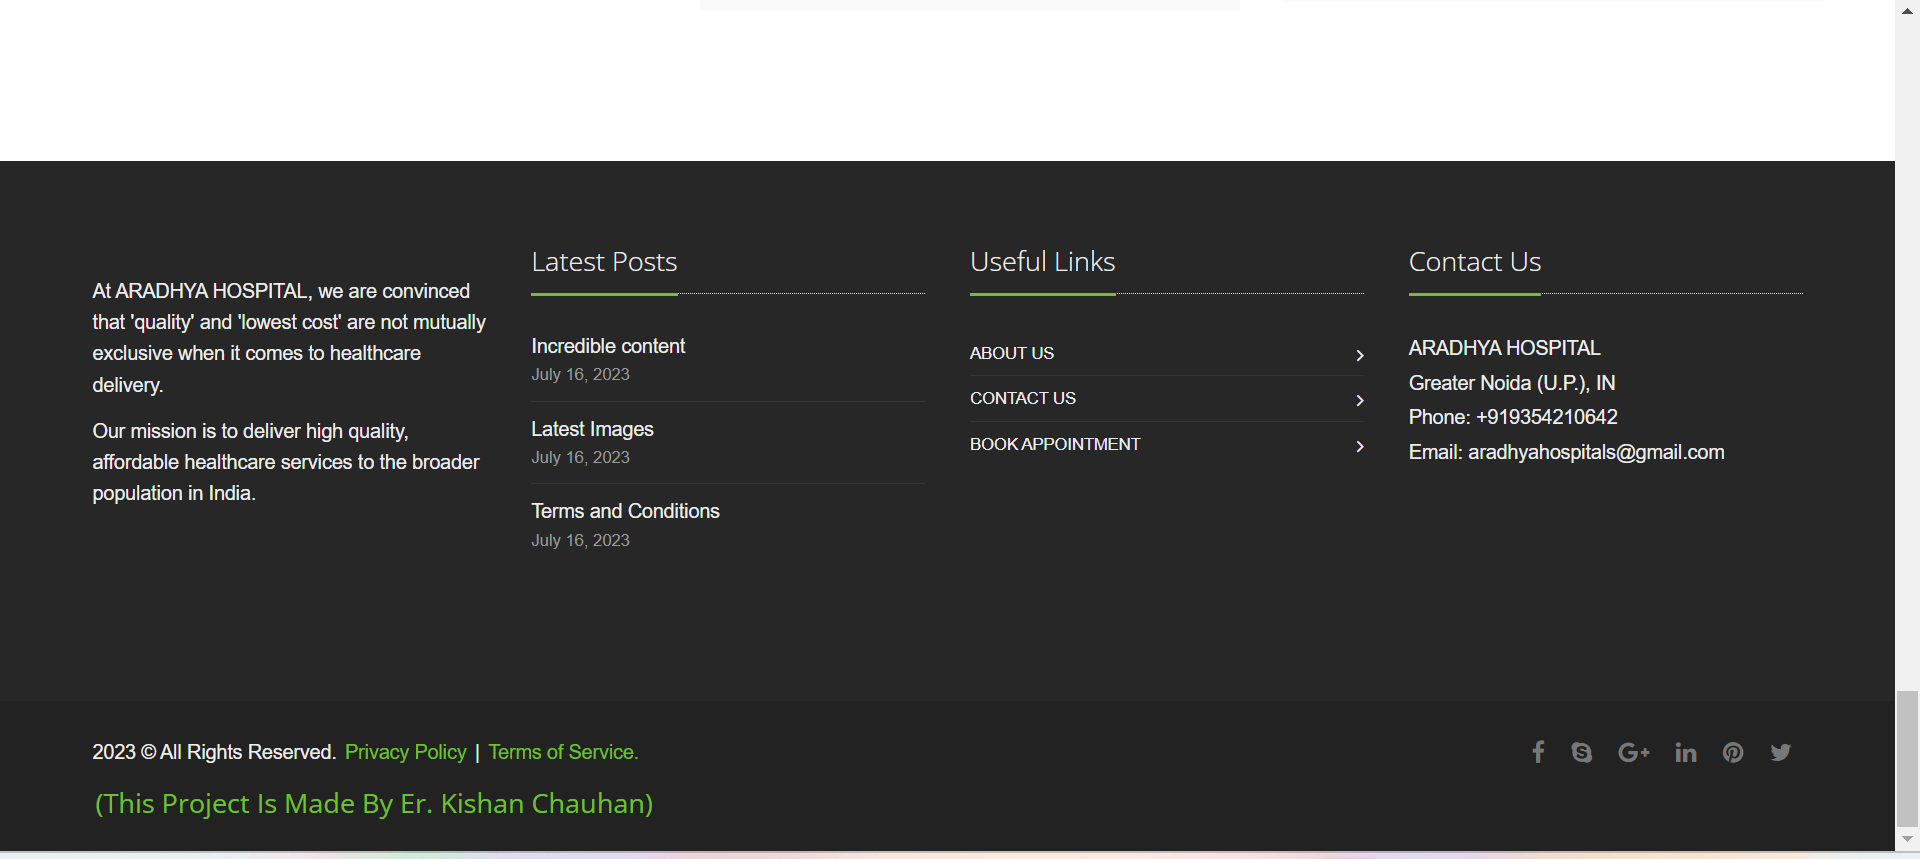 At ARADHYA HOSPITAL, we are convinced
that 'quality' and 'lowest cost' are not mutually
exclusive when it comes to healthcare
delivery.
Our mission is to deliver high quality,
affordable healthcare services to the broader
population in India.
Latest Posts
Incredible content
July 16, 2023
Latest Images
July 16, 2023
Terms and Conditions
July 16, 2023
Useful Links
ABOUT US
CONTACT US
BOOK APPOINTMENT
Contact Us
ARADHYA HOSPITAL
Greater Noida (U.P.), IN
Phone: +919354210642
Email: aradhyahospitals@gmail.com
2023 © All Rights Reserved. Privacy Policy | Terms of Service.
(This Project Is Made By Er. Kishan Chauhan)